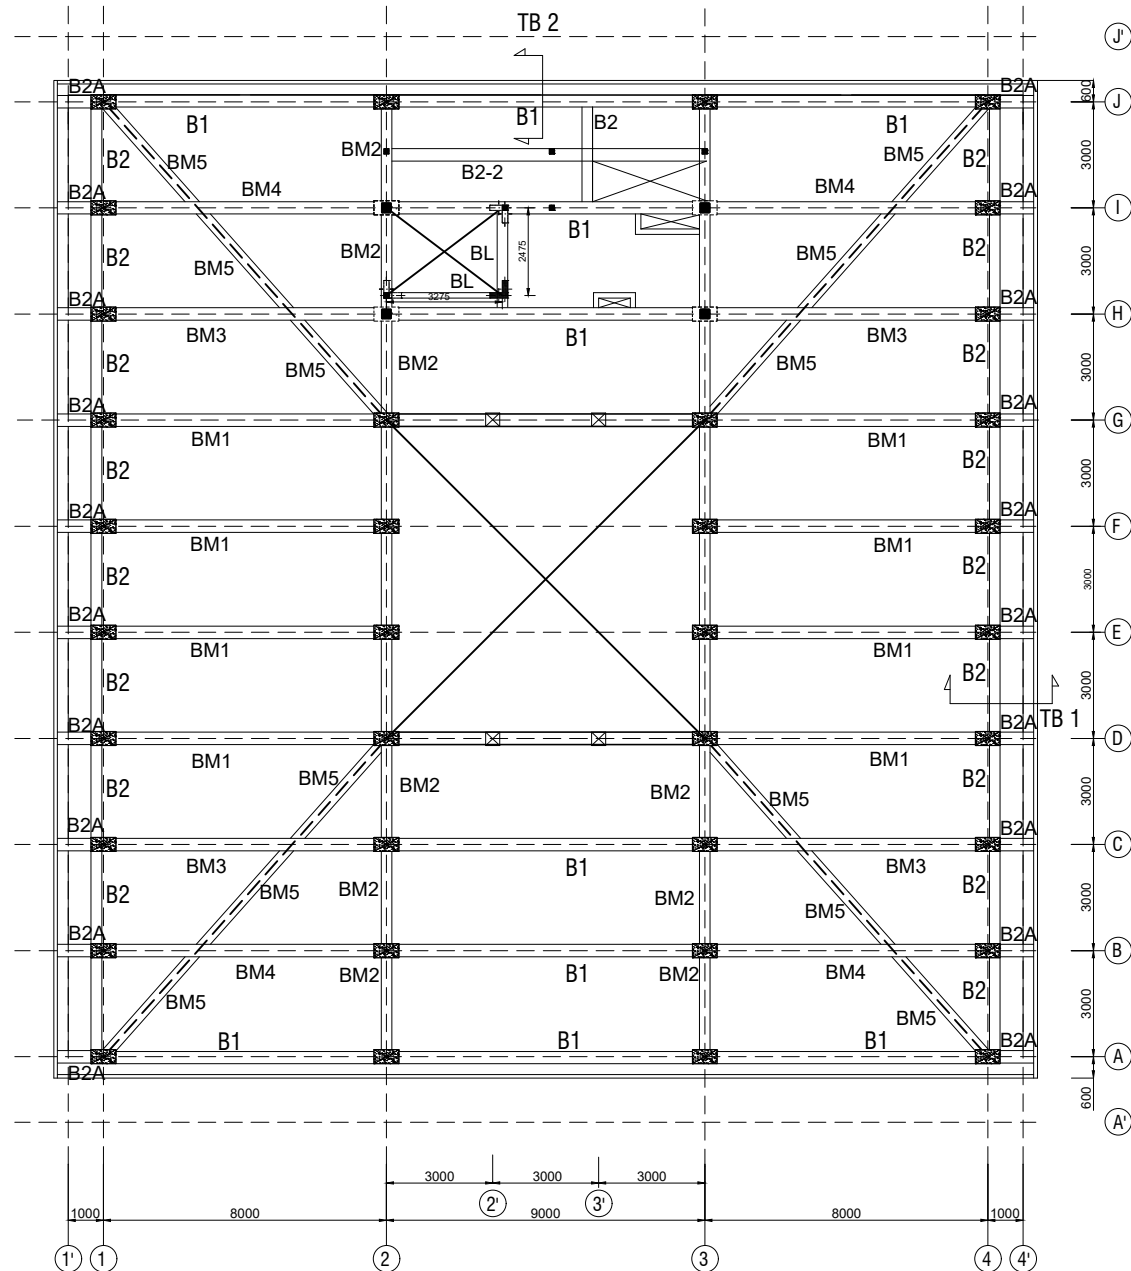 TB 2
J'
B2A B2A
600
J
B1 B1 B2 B1
B2 BM5 BM2 BM5 B2
3000
B2-2
B2A BM4 BM4 B2A
I
B1
B2 BM5 BM2 BL 2475 BM5 B2
3000
BL
3275
B2A B2A
H
BM3 B1 BM3
B2 BM5 BM2 BM5 B2
3000
B2A B2A
G
BM1 BM1
B2 B2
3000
B2A B2A
F
BM1 BM1
B2 B2
3000
B2A B2A
E
BM1 BM1
B2 B2
3000
TB 1
B2A B2A
D
BM1 BM1
B2 BM5 BM2 BM2 BM5 B2
3000
B2A B2A
C
BM3 B1 BM3
B2 BM5 BM2 BM2 BM5 B2
3000
B2A B2A
B
BM4 BM2 B1 BM2 BM4
BM5 B2
3000
BM5
B1 B1 B1
B2A
A
B2A
600
A'
3000 3000 3000
2' 3'
1000 8000 9000 8000 1000
1' 1 2 3 4 4'